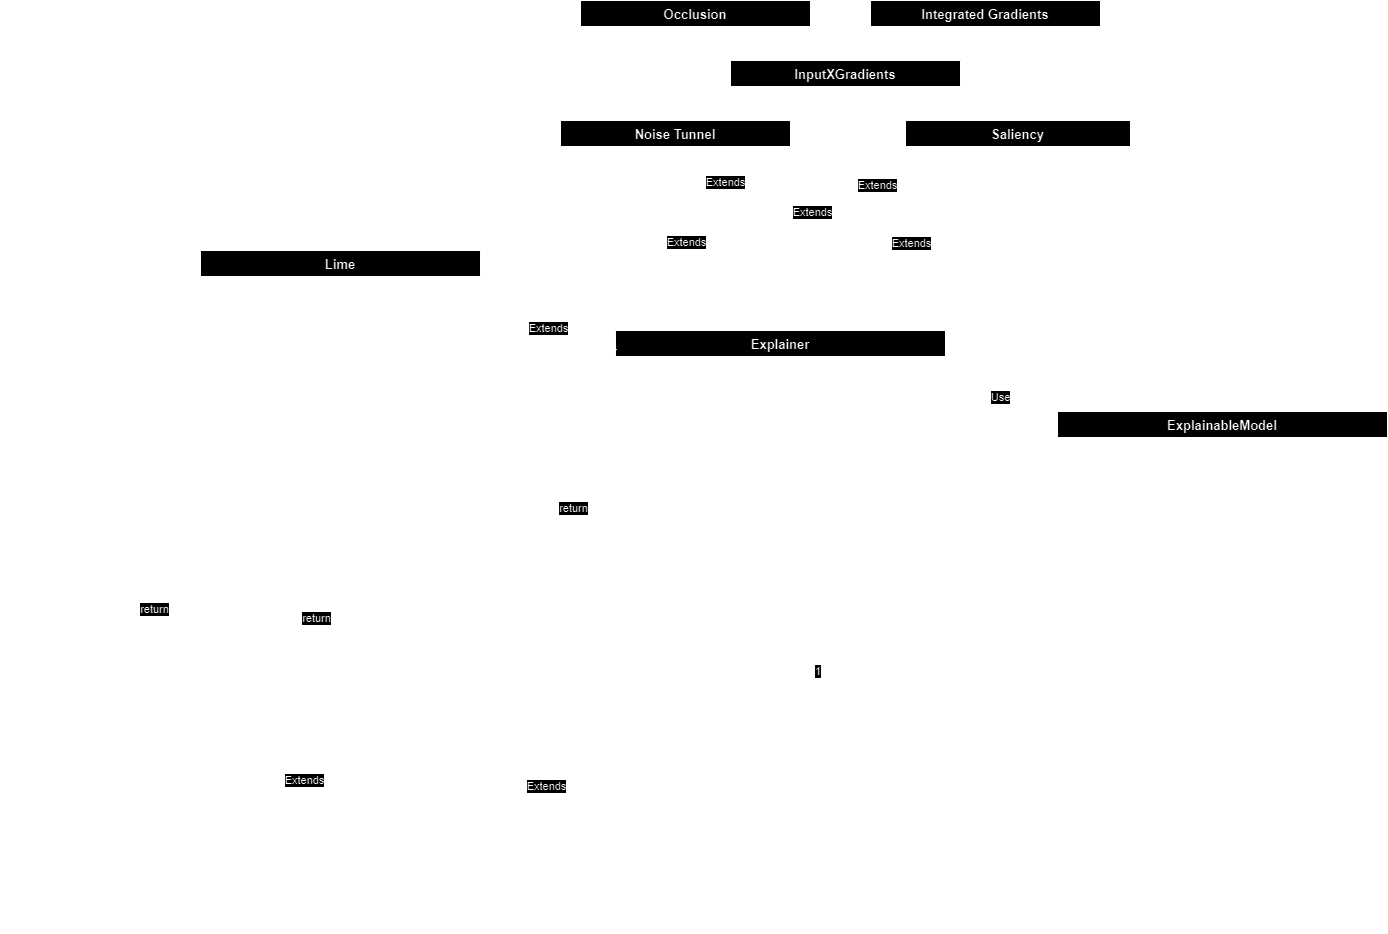 Occlusion
Integrated Gradients
InputXGradients
Noise Tunnel
Saliency
Extends
Extends
Extends
Extends
Extends
Lime
Extends
Explainer
Use
ExplainableModel
return
return
return
1
Extends
Extends